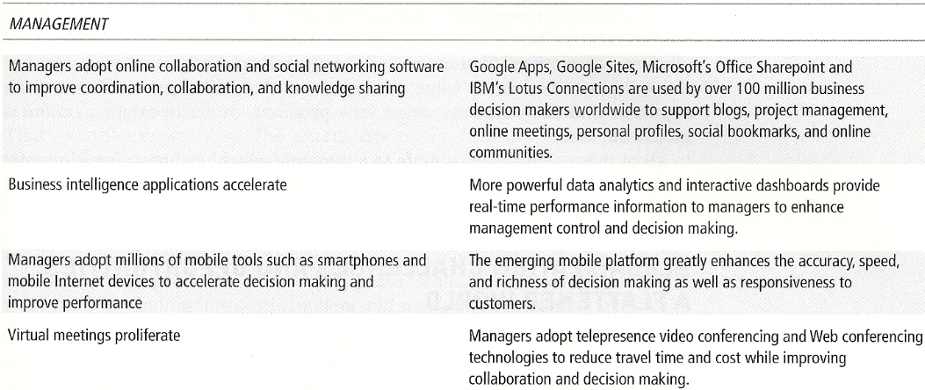 MANAGEMENT
Managers adopt online collaboration and social networking software
to improve coordination, collaboration, and knowledge sharing
Google Apps, Google Sites, Microsoft's Office Sharepoint and
IBM's Lotus Connections are used by over 100 million business
decision makers worldwide to support blogs, project management,
online meetings, personal profiles, social bookmarks, and online
communities.
Business intelligence applications accelerate
More powerful data analytics and interactive dashboards provide
real-time performance information to managers to enhance
management control and decision making.
Managers adopt millions of mobile tools such as smartphones and
mobile Internet devices to accelerate decision making and
improve performance
The emerging mobile platform greatly enhances the accuracy, speed,
and richness of decision making as well as responsiveness to
customers.
Virtual meetings proliferate
Managers adopt telepresence video conferencing and Web conferencing
technologies to reduce travel time and cost while improving
collaboration and decision making.